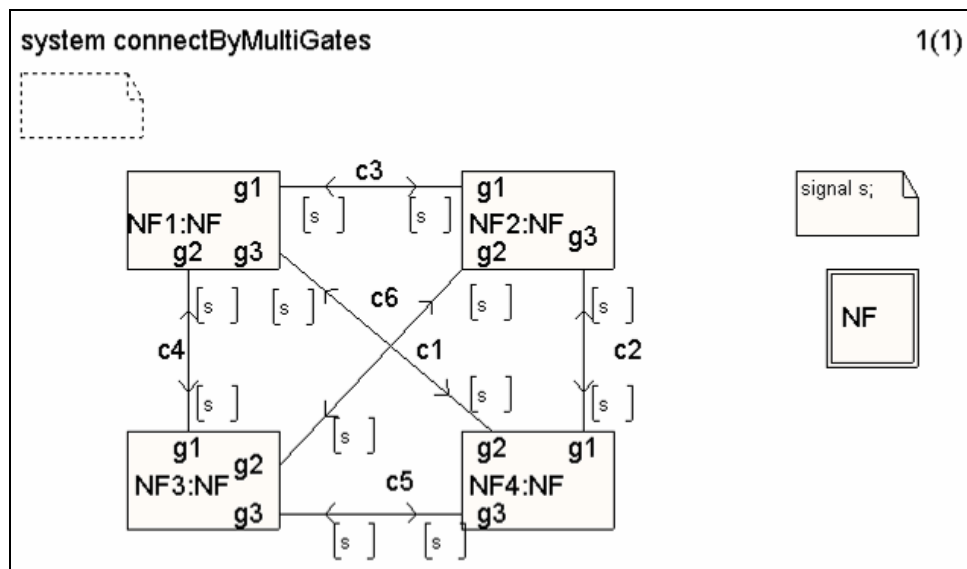 system connectByMultiGates 1(1)
c3
signal s;
g1 g1
[s] [s]
NF1:NF NF2:NF
g2 g3 g2 g3
c6
[s] [s] [s] [s]
NF
c4 c1 c2
[s] [s] [s]
[s]
g1 g2 g2 g1
NF3:NF c5 NF4:NF
g3 g3
[s] [s]